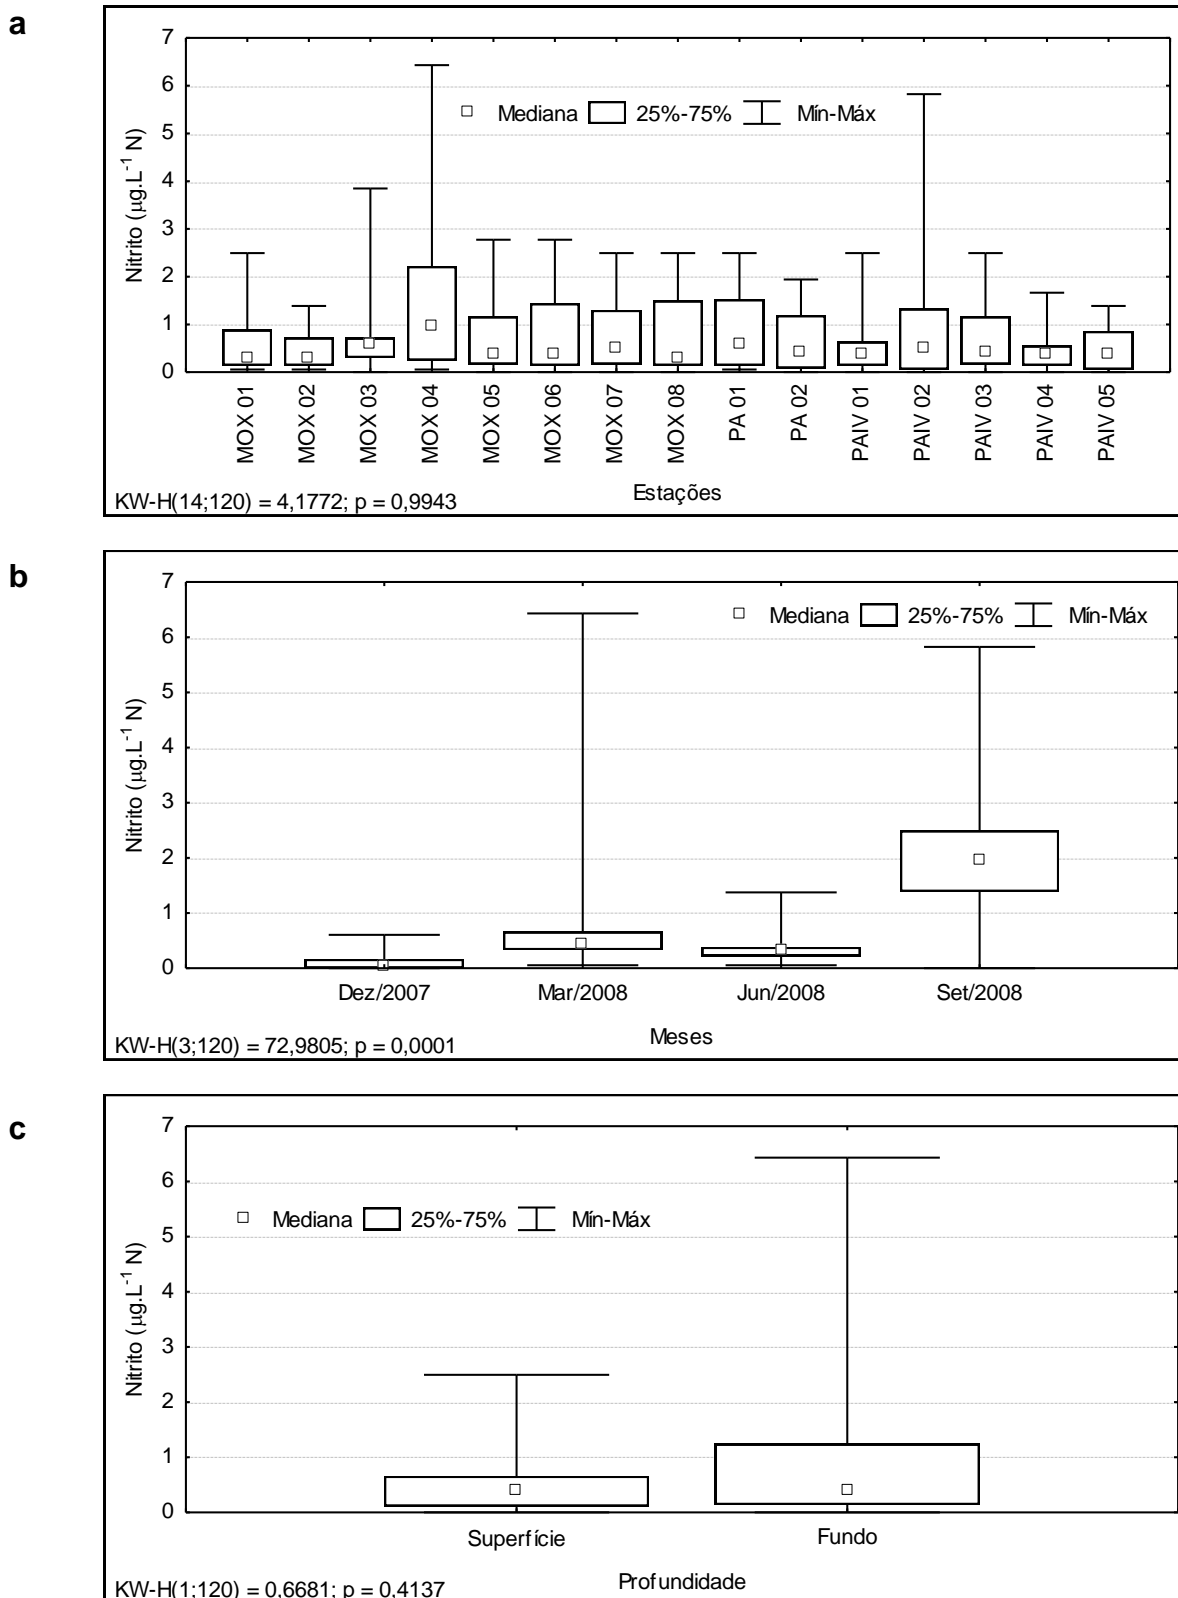 a
7
6
5
4
3
2
1
0
Nitrito (µg.L⁻¹ N)
Mediana 25%-75% Mín-Máx
MOX 01
MOX 02
MOX 03
MOX 04
MOX 05
MOX 06
MOX 07
MOX 08
PA 01
PA 02
PAIV 01
PAIV 02
PAIV 03
PAIV 04
PAIV 05
Estações
KW-H(14;120) = 4,1772; p = 0,9943
b
7
6
5
4
3
2
1
0
Nitrito (µg.L⁻¹ N)
Mediana 25%-75% Mín-Máx
Dez/2007 Mar/2008 Jun/2008 Set/2008
Meses
KW-H(3;120) = 72,9805; p = 0,0001
c
7
6
5
4
3
2
1
0
Nitrito (µg.L⁻¹ N)
Mediana 25%-75% Mín-Máx
Superfície Fundo
Profundidade
KW-H(1;120) = 0,6681; p = 0,4137